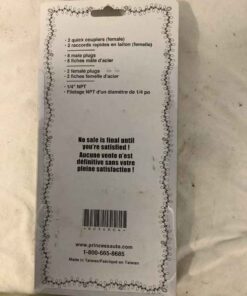 - 2 quick couplers (female)
- 2 raccords rapides en laiton (femelle)
- 6 male plugs
- 6 fiches mâle d'acier
- 2 female plugs
- 2 fiches femelle d'acier
- 1/4" NPT
- Filetage NPT d'un diamètre de 1/4 po
No sale is final until
you're satisfied !
Aucune vente n'est
définitive sans votre
pleine satisfaction !
www.princessauto.com
1-800-665-8685
Made in Taiwan/Fabriqué en Taiwan